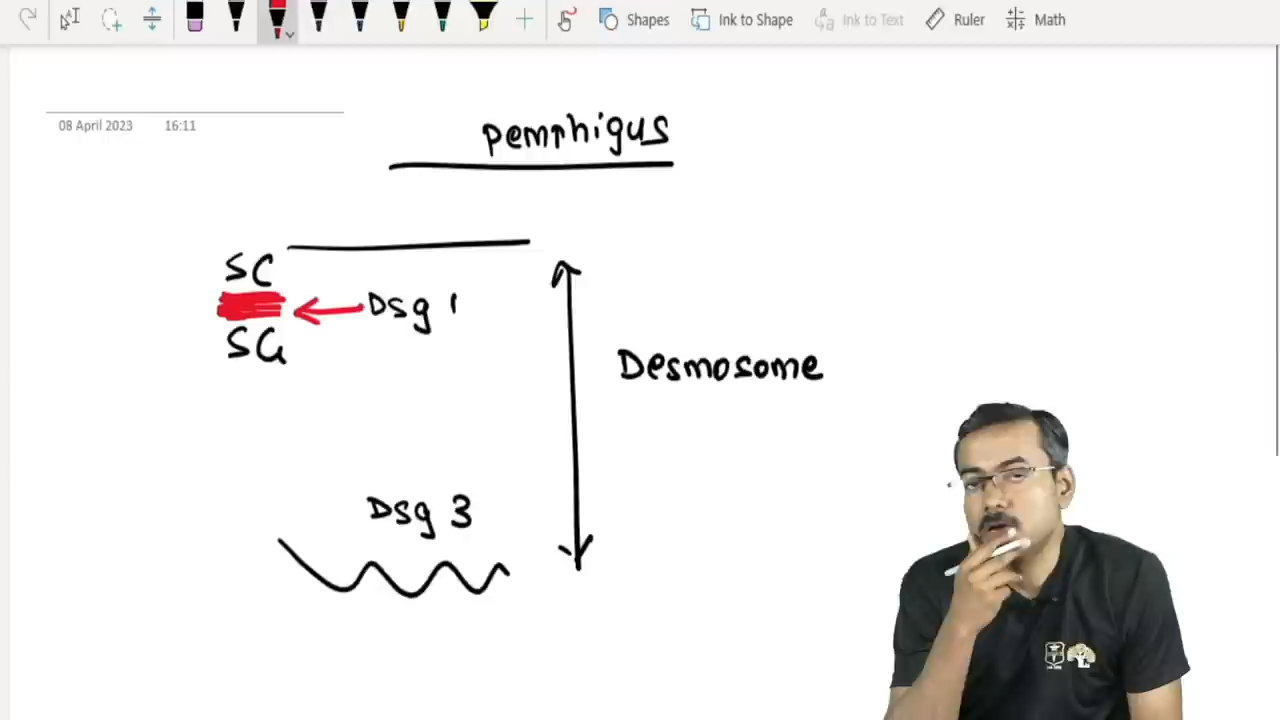 Shapes Ink to Shape Ink to Text Ruler Math
08 April 2023 16:11
Pemphigus
SC
Dsg 1
SG
Desmosome
Dsg 3